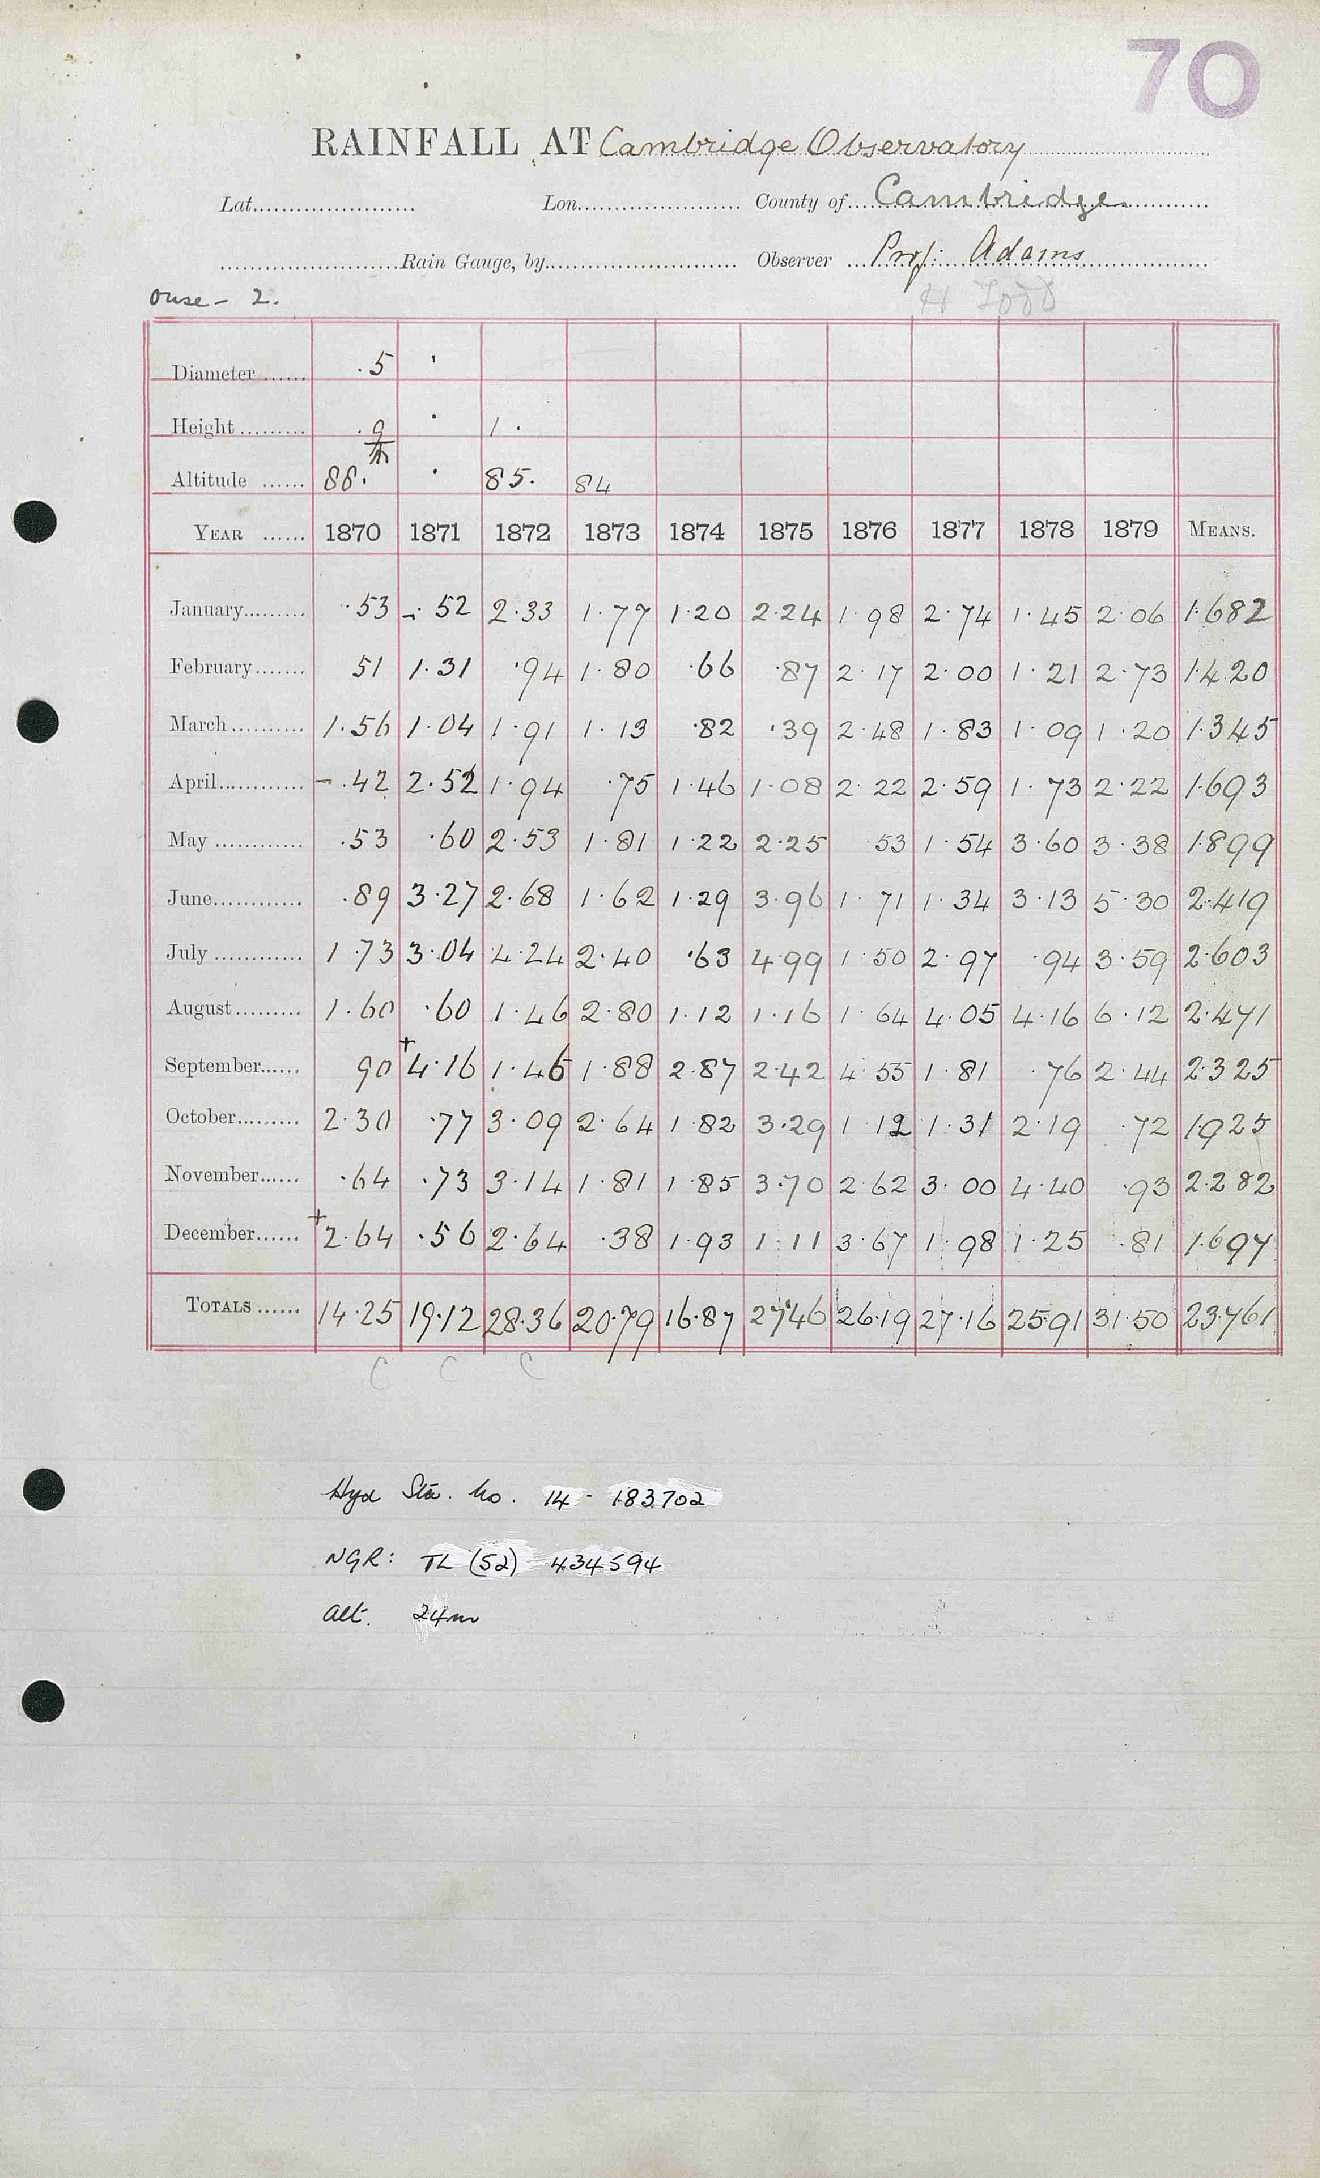 70
RAINFALL AT Cambridge Observatory
Lat. Lon. County of Cambridge
Rain Gauge, by Observer Prof: Adams
Ouse - 2. H Todd
Diameter ...... .5 '
Height ......... .9 . 1 .
Altitude ...... 88. . 85. 84
YEAR ...... 1870 1871 1872 1873 1874 1875 1876 1877 1878 1879 MEANS.
January......... .53 -.52 2.33 1.77 1.20 2.24 1.98 2.74 1.45 2.06 1.682
February....... 51 1.31 .94 1.80 .66 .87 2.17 2.00 1.21 2.73 1.420
March .......... 1.56 1.04 1.91 1.13 .82 .39 2.48 1.83 1.09 1.20 1.345
April............ -.42 2.52 1.94 .75 1.46 1.08 2.22 2.59 1.73 2.22 1.693
May ............ .53 .60 2.53 1.81 1.22 2.25 53 1.54 3.60 3.38 1.899
June............ .89 3.27 2.68 1.62 1.29 3.96 1.71 1.34 3.13 5.30 2.419
July ............ 1.73 3.04 4.24 2.40 .63 4.99 1.50 2.97 .94 3.59 2.603
August......... 1.60 .60 1.46 2.80 1.12 1.16 1.64 4.05 4.16 6.12 2.471
September...... 90 +4.16 1.46 1.88 2.87 2.42 4.55 1.81 .76 2.44 2.325
October......... 2.30 .77 3.09 2.64 1.82 3.29 1.12 1.31 2.19 .72 1.925
November...... .64 .73 3.14 1.81 1.85 3.70 2.62 3.00 4.40 .93 2.282
December...... +2.64 .56 2.64 .38 1.93 1.11 3.67 1.98 1.25 .81 1.697
TOTALS ...... 14.25 19.12 28.36 20.79 16.87 27.46 26.19 27.16 25.91 31.50 23.761
C C C
Hyd Sta. No. 14 - 183702
NGR: TL (52) 434594
Alt. 24m